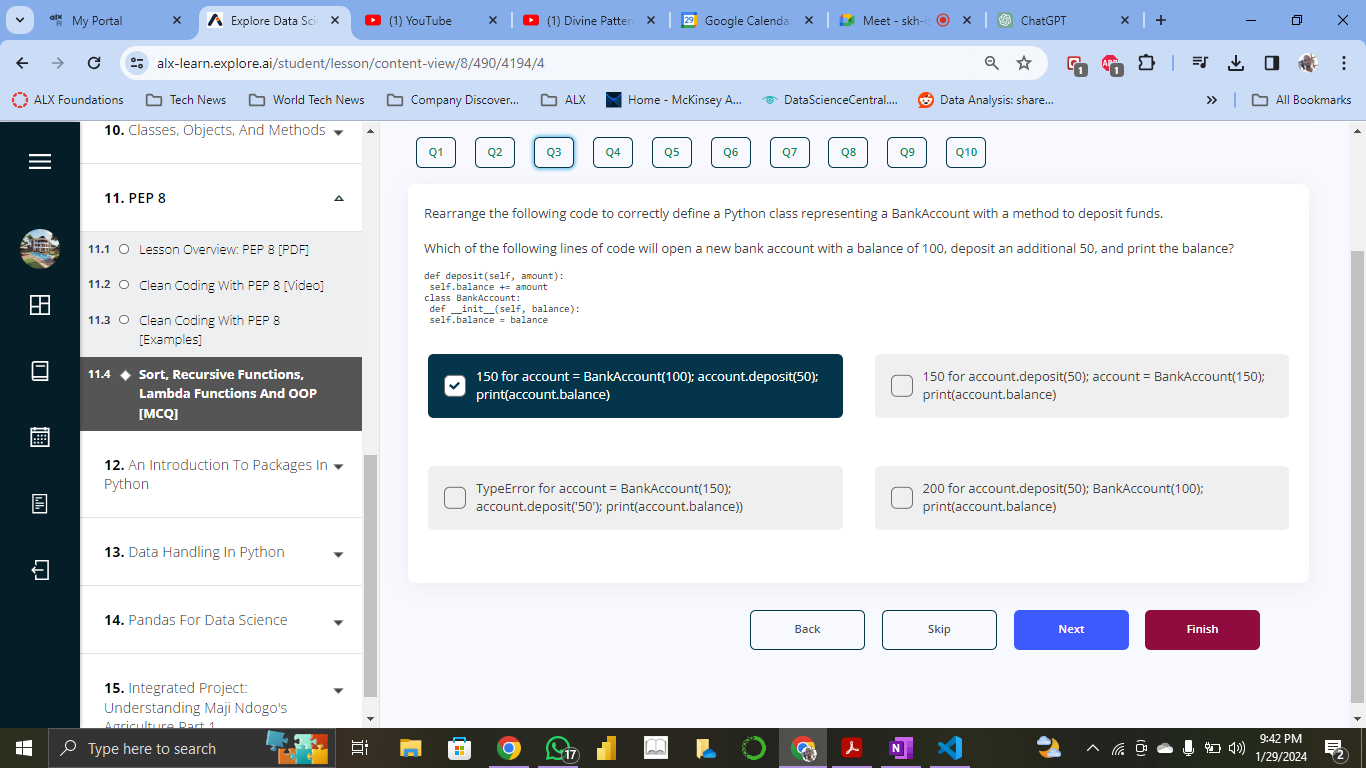 My Portal
Explore Data Sci
(1) YouTube
(1) Divine Patter
Google Calenda
Meet - skh-i
ChatGPT
alx-learn.explore.ai/student/lesson/content-view/8/490/4194/4
1
1
ALX Foundations
Tech News
World Tech News
Company Discover...
ALX
Home - McKinsey A...
DataScienceCentral....
Data Analysis: share...
»
All Bookmarks
10. Classes, Objects, And Methods
11. PEP 8
11.1 Lesson Overview: PEP 8 [PDF]
11.2 Clean Coding With PEP 8 [Video]
11.3 Clean Coding With PEP 8
[Examples]
11.4 Sort, Recursive Functions,
Lambda Functions And OOP
[MCQ]
12. An Introduction To Packages In
Python
13. Data Handling In Python
14. Pandas For Data Science
15. Integrated Project:
Understanding Maji Ndogo's
Agriculture Part 1
Q1
Q2
Q3
Q4
Q5
Q6
Q7
Q8
Q9
Q10
Rearrange the following code to correctly define a Python class representing a BankAccount with a method to deposit funds.
Which of the following lines of code will open a new bank account with a balance of 100, deposit an additional 50, and print the balance?
def deposit(self, amount):
self.balance += amount
class BankAccount:
def __init__(self, balance):
self.balance = balance
150 for account = BankAccount(100); account.deposit(50);
print(account.balance)
150 for account.deposit(50); account = BankAccount(150);
print(account.balance)
TypeError for account = BankAccount(150);
account.deposit('50'); print(account.balance))
200 for account.deposit(50); BankAccount(100);
print(account.balance)
Back
Skip
Next
Finish
Type here to search
17
9:42 PM
1/29/2024
2